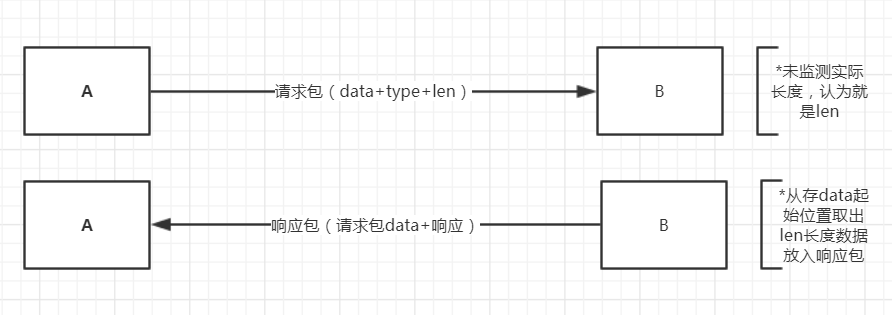 A
请求包（data+type+len）
B
*未监测实际
长度，认为就
是len
A
响应包（请求包data+响应）
B
*从存data起
始位置取出
len长度数据
放入响应包